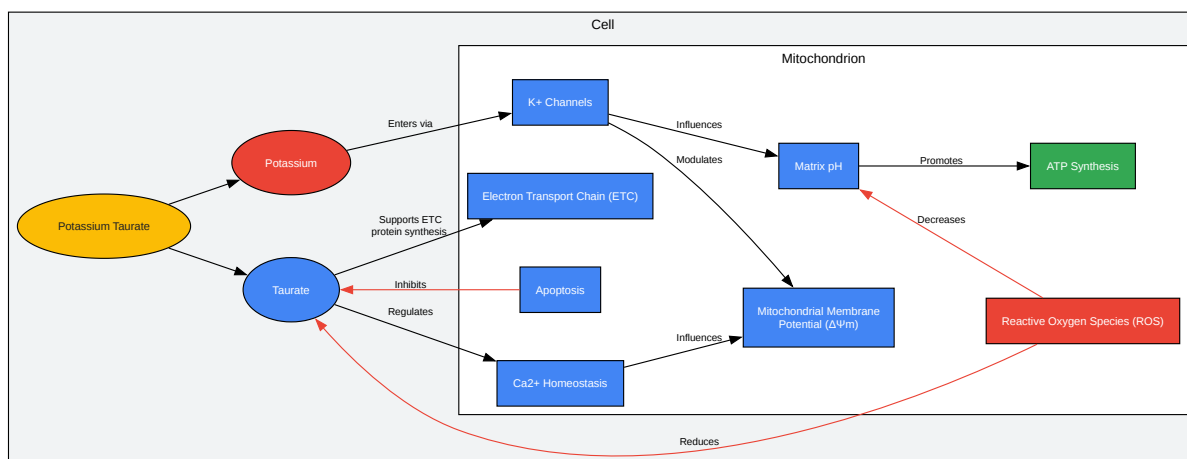 Cell
Mitochondrion
K+ Channels
Enters via
Influences
Potassium
Modulates
Matrix pH
Promotes
ATP Synthesis
Electron Transport Chain (ETC)
Potassium Taurate
Supports ETC
protein synthesis
Decreases
Taurate
Inhibits
Apoptosis
Regulates
Mitochondrial Membrane
Potential (ΔΨm)
Reactive Oxygen Species (ROS)
Influences
Ca2+ Homeostasis
Reduces